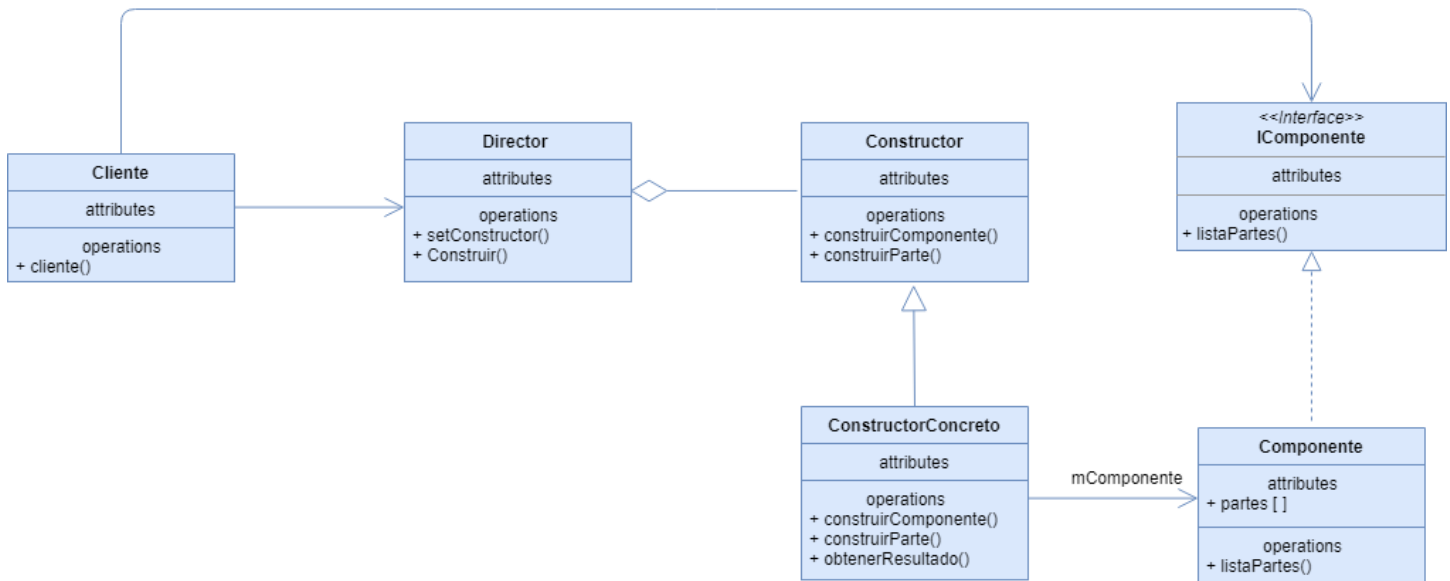 Cliente
attributes
operations
+ cliente()
Director
attributes
operations
+ setConstructor()
+ Construir()
Constructor
attributes
operations
+ construirComponente()
+ construirParte()
<<Interface>>
IComponente
attributes
operations
+ listaPartes()
ConstructorConcreto
attributes
operations
+ construirComponente()
+ construirParte()
+ obtenerResultado()
mComponente
Componente
attributes
+ partes [ ]
operations
+ listaPartes()